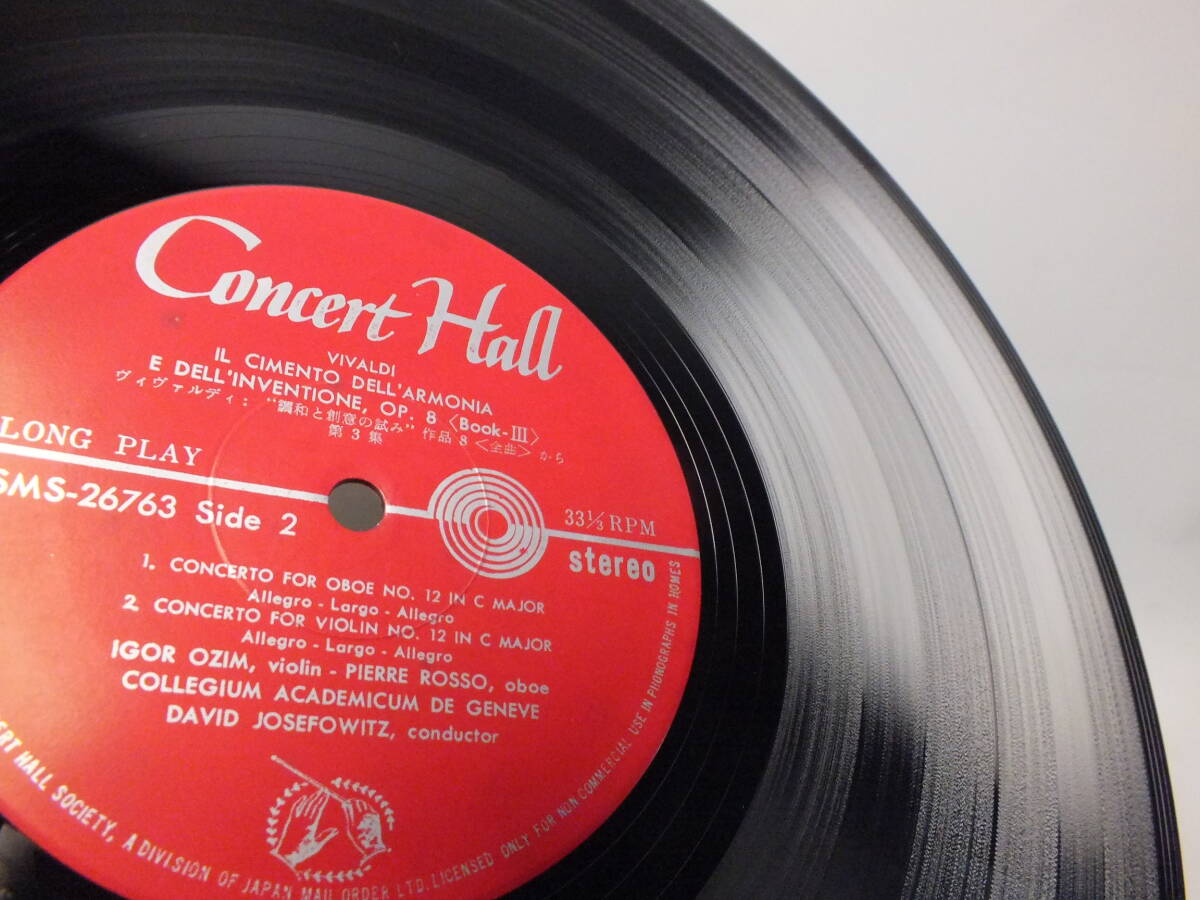 Concert Hall
VIVALDI
IL CIMENTO DELL'ARMONIA
E DELL'INVENTIONE, OP. 8 〈Book-III〉
ヴィヴァルディ: "調和と創意の試み" 作品8〈全曲〉から
第3集
LONG PLAY
SMS-26763 Side 2
33⅓ RPM
stereo
1. CONCERTO FOR OBOE NO. 12 IN C MAJOR
Allegro - Largo - Allegro
2. CONCERTO FOR VIOLIN NO. 12 IN C MAJOR
Allegro - Largo - Allegro
IGOR OZIM, violin - PIERRE ROSSO, oboe
COLLEGIUM ACADEMICUM DE GENEVE
DAVID JOSEFOWITZ, conductor
HALL SOCIETY, A DIVISION OF JAPAN MAIL ORDER LTD. LICENSED ONLY FOR NON-COMMERCIAL USE IN PHONOGRAPHS IN HOMES